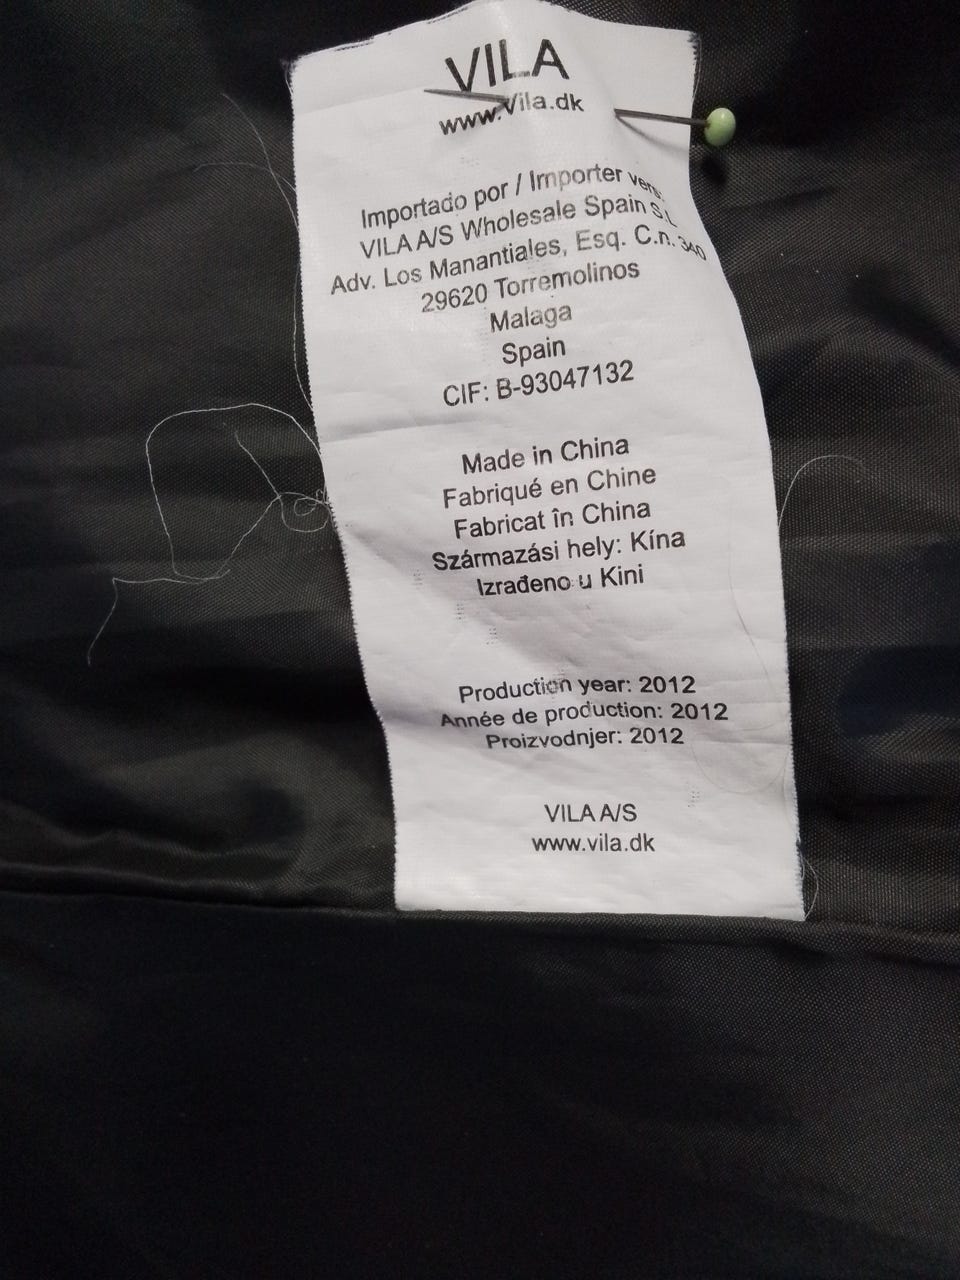 VILA
www.Vila.dk
Importado por / Importer
VILA A/S Wholesale Spain S.L
Adv. Los Manantiales, Esq. C.n. 340
29620 Torremolinos
Malaga
Spain
CIF: B-93047132
Made in China
Fabriqué en Chine
Fabricat în China
Származási hely: Kína
Izrađeno u Kini
Production year: 2012
Année de production: 2012
Proizvodnjer: 2012
VILA A/S
www.vila.dk